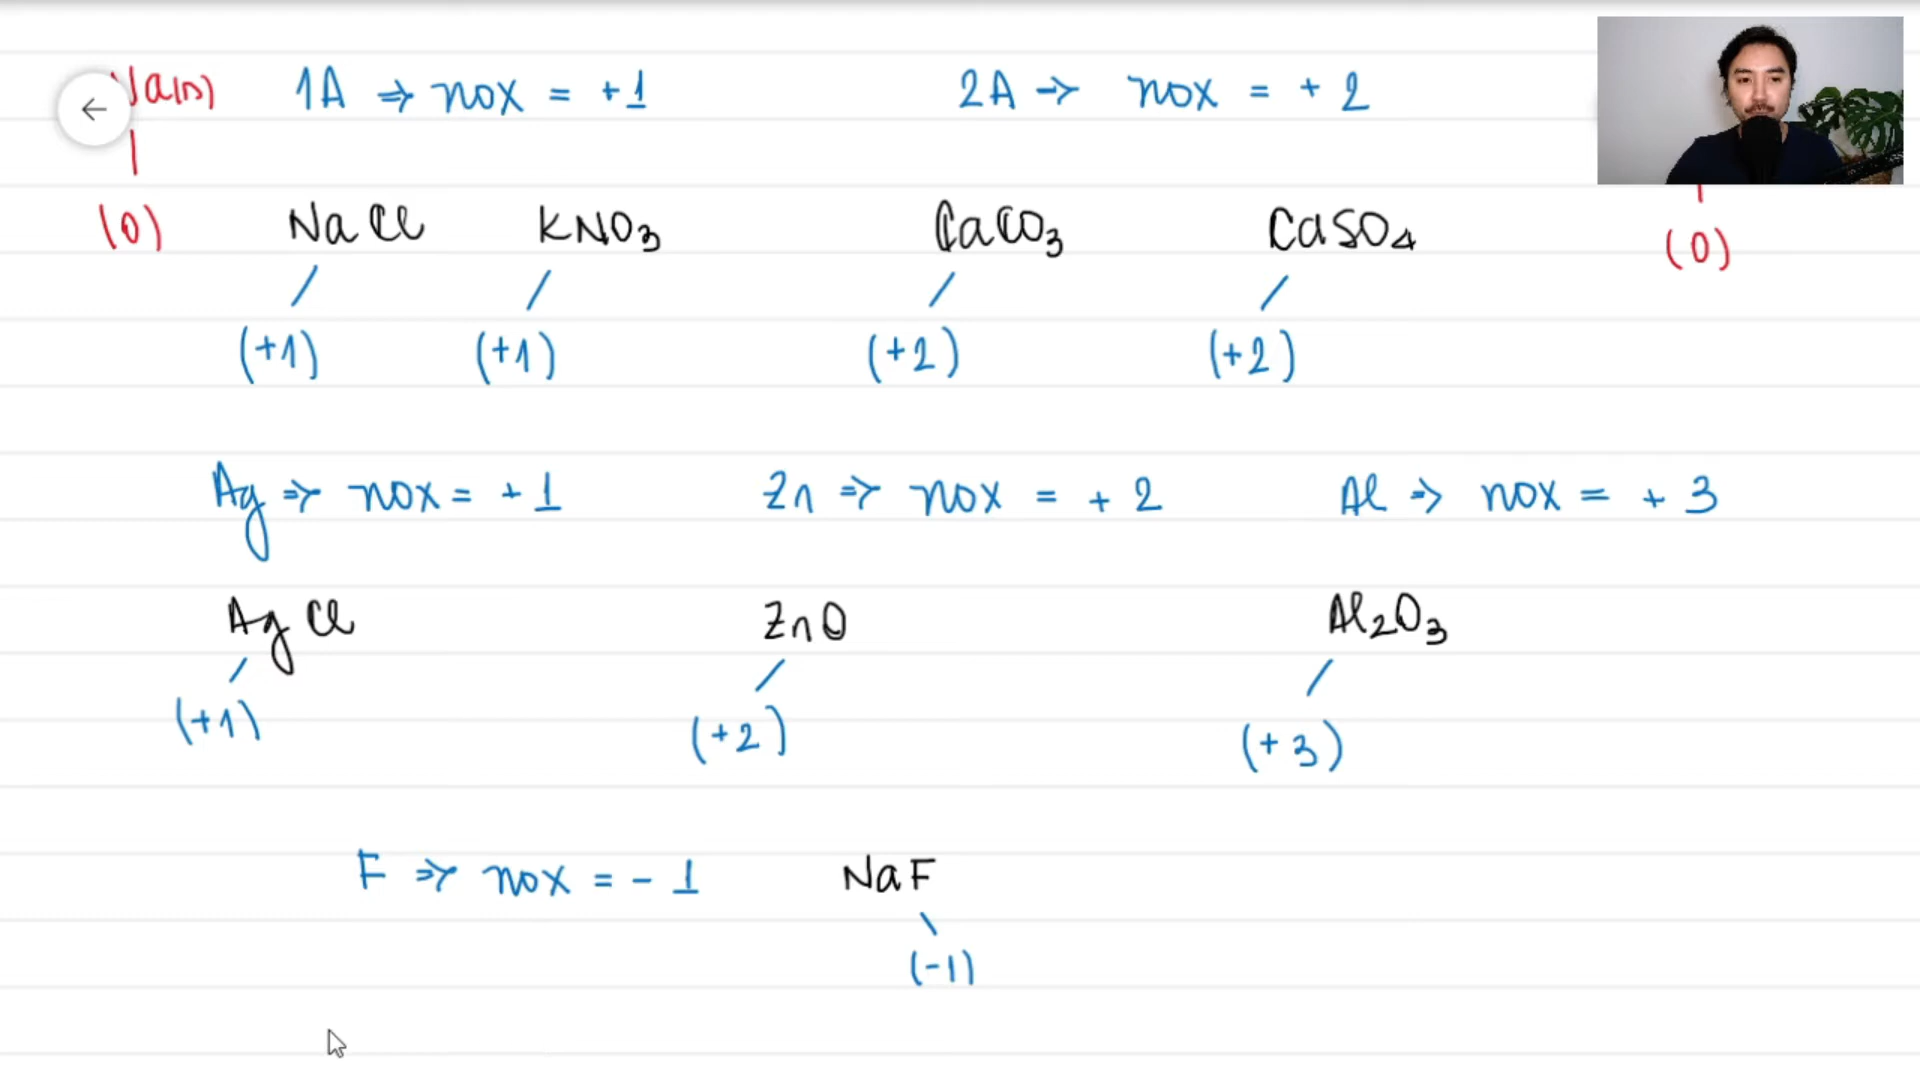 Na(s) 1A ⇒ nox = +1 2A → nox = +2
(0) NaCl KNO3 CaCO3 CaSO4 (0)
(+1) (+1) (+2) (+2)
Ag ⇒ nox = +1 Zn ⇒ nox = +2 Al ⇒ nox = +3
AgCl ZnO Al2O3
(+1) (+2) (+3)
F ⇒ nox = -1 NaF
(-1)